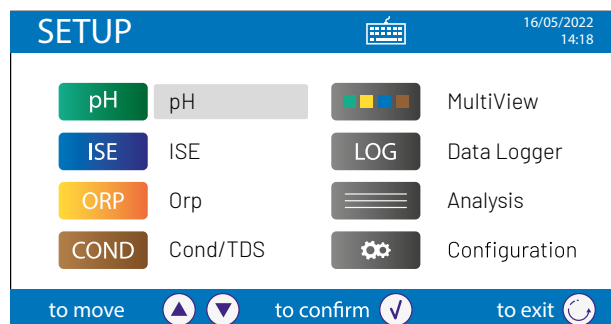 SETUP
16/05/2022
14:18
pH pH
MultiView
ISE ISE
LOG Data Logger
ORP Orp
Analysis
COND Cond/TDS
Configuration
to move to confirm to exit